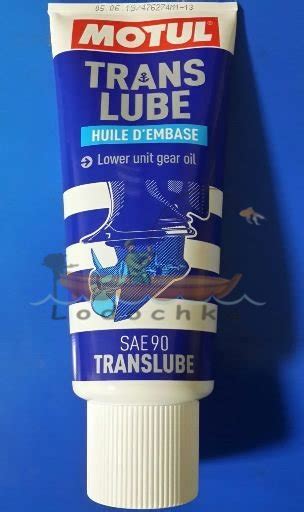 MOTUL
TRANS
LUBE
HUILE D'EMBASE
Lower unit gear oil
Lodochka
SAE 90
TRANSLUBE